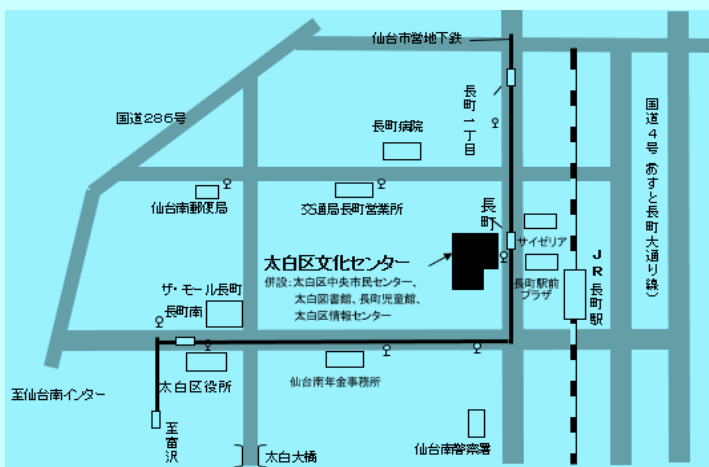 仙台市営地下鉄
国道286号
長町一丁目
長町病院
国道4号(あすと長町大通り線)
仙台南郵便局
交通局長町営業所
長町
サイゼリア
太白区文化センター
併設:太白区中央市民センター、
太白図書館、長町児童館、
太白区情報センター
長町駅前
プラザ
JR長町駅
ザ・モール長町
長町南
太白区役所
仙台南年金事務所
至仙台南インター
至富沢
仙台南警察署
太白大橋